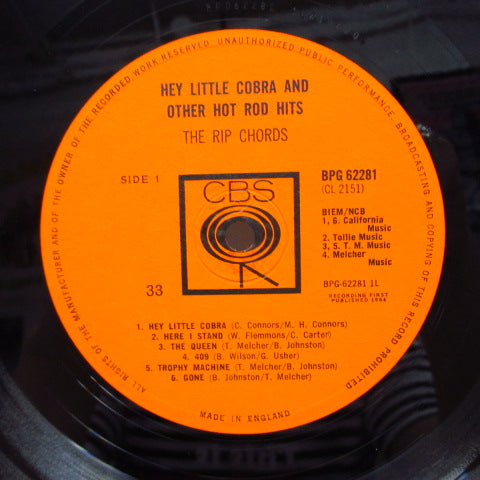 ALL RIGHTS OF THE MANUFACTURER AND OF THE OWNER OF THE RECORDED WORK RESERVED. UNAUTHORIZED PUBLIC PERFORMANCE, BROADCASTING AND COPYING OF THIS RECORD PROHIBITED
HEY LITTLE COBRA AND
OTHER HOT ROD HITS
THE RIP CHORDS
SIDE 1
CBS
33
BPG 62281
(CL 2151)
BIEM/NCB
1, 6. California
Music
2. Tollie Music
3, 5. T. M. Music
4. Melcher
Music
BPG-62281 1L
RECORDING FIRST
PUBLISHED 1964
1. HEY LITTLE COBRA (C. Connors/M. H. Connors)
2. HERE I STAND (W. Flemmons/C. Carter)
3. THE QUEEN (T. Melcher/B. Johnston)
4. 409 (B. Wilson/G. Usher)
5. TROPHY MACHINE (T. Melcher/B. Johnston)
6. GONE (B. Johnston/T. Melcher)
MADE IN ENGLAND